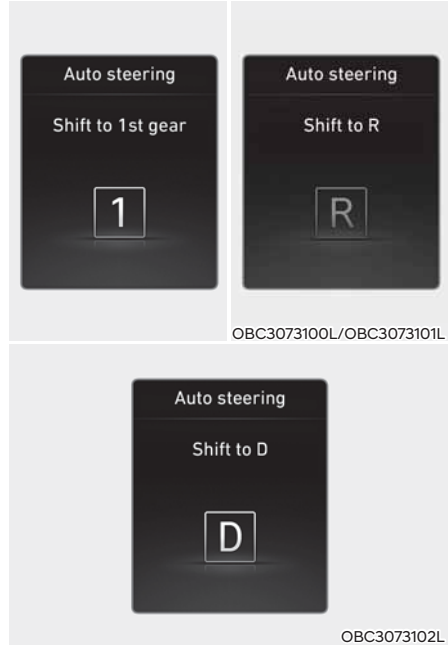 Auto steering
Shift to 1st gear
1
Auto steering
Shift to R
R
OBC3073100L/OBC3073101L
Auto steering
Shift to D
D
OBC3073102L